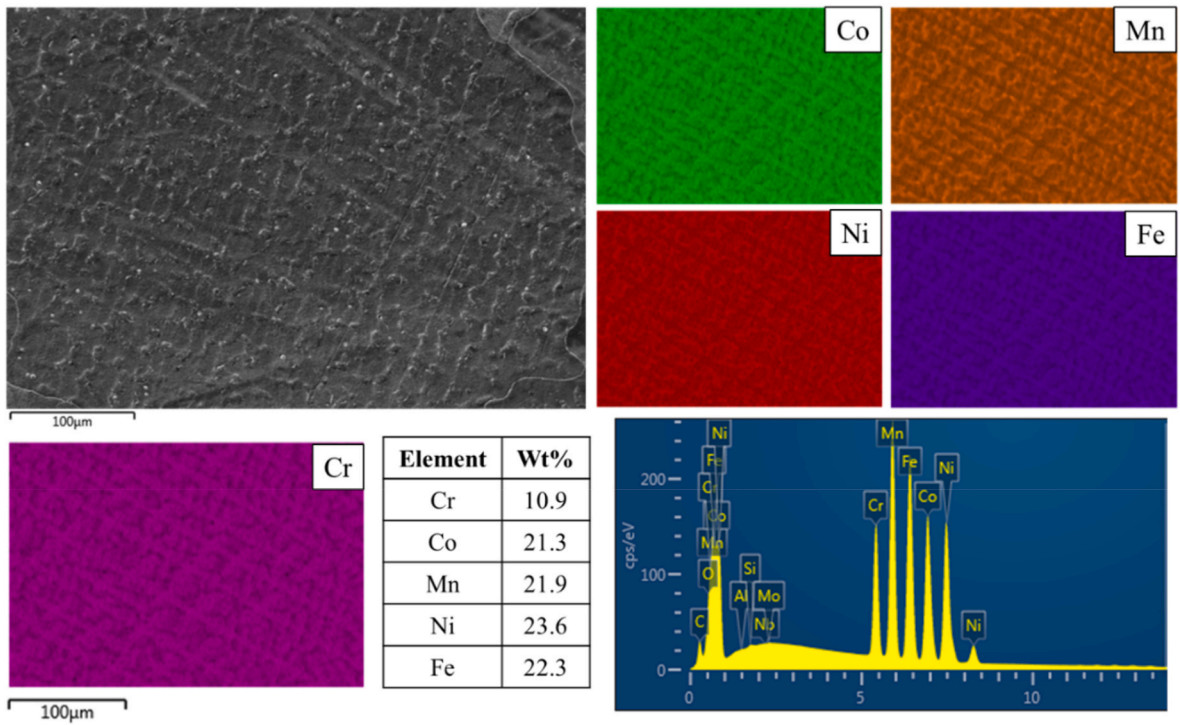 Co
Mn
Ni
Fe
100μm
Cr
100μm
Element Wt%
Cr 10.9
Co 21.3
Mn 21.9
Ni 23.6
Fe 22.3
cps/eV
200
100
0
Ni
Fe
Cr
Co
Mn
O
C
Si
Al
Mo
Nb
Cr
Mn
Fe
Co
Ni
Ni
0 5 10